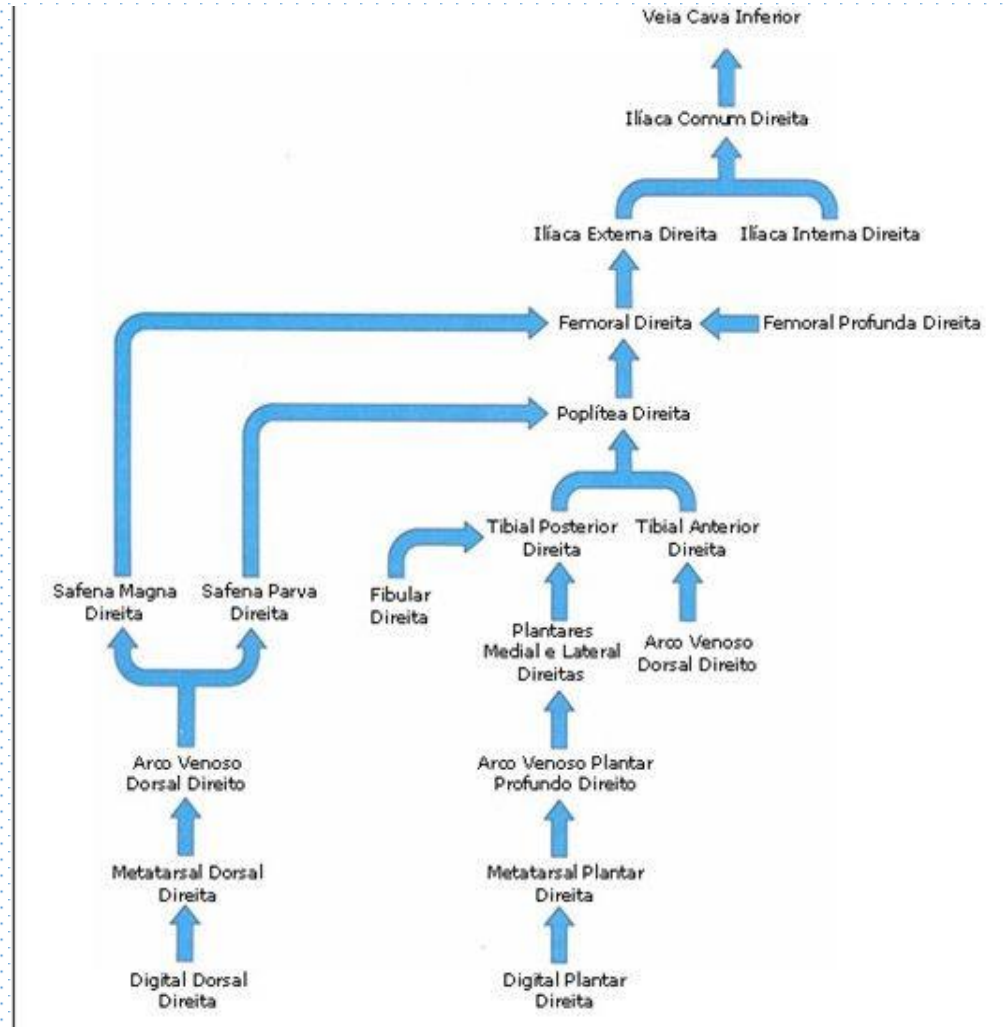 Veia Cava Inferior
Ilíaca Comum Direita
Ilíaca Externa Direita
Ilíaca Interna Direita
Femoral Direita
Femoral Profunda Direita
Poplítea Direita
Tibial Posterior
Direita
Tibial Anterior
Direita
Safena Magna
Direita
Safena Parva
Direita
Fibular
Direita
Plantares
Medial e Lateral
Direitas
Arco Venoso
Dorsal Direito
Arco Venoso
Dorsal Direito
Arco Venoso Plantar
Profundo Direito
Metatarsal Dorsal
Direita
Metatarsal Plantar
Direita
Digital Dorsal
Direita
Digital Plantar
Direita